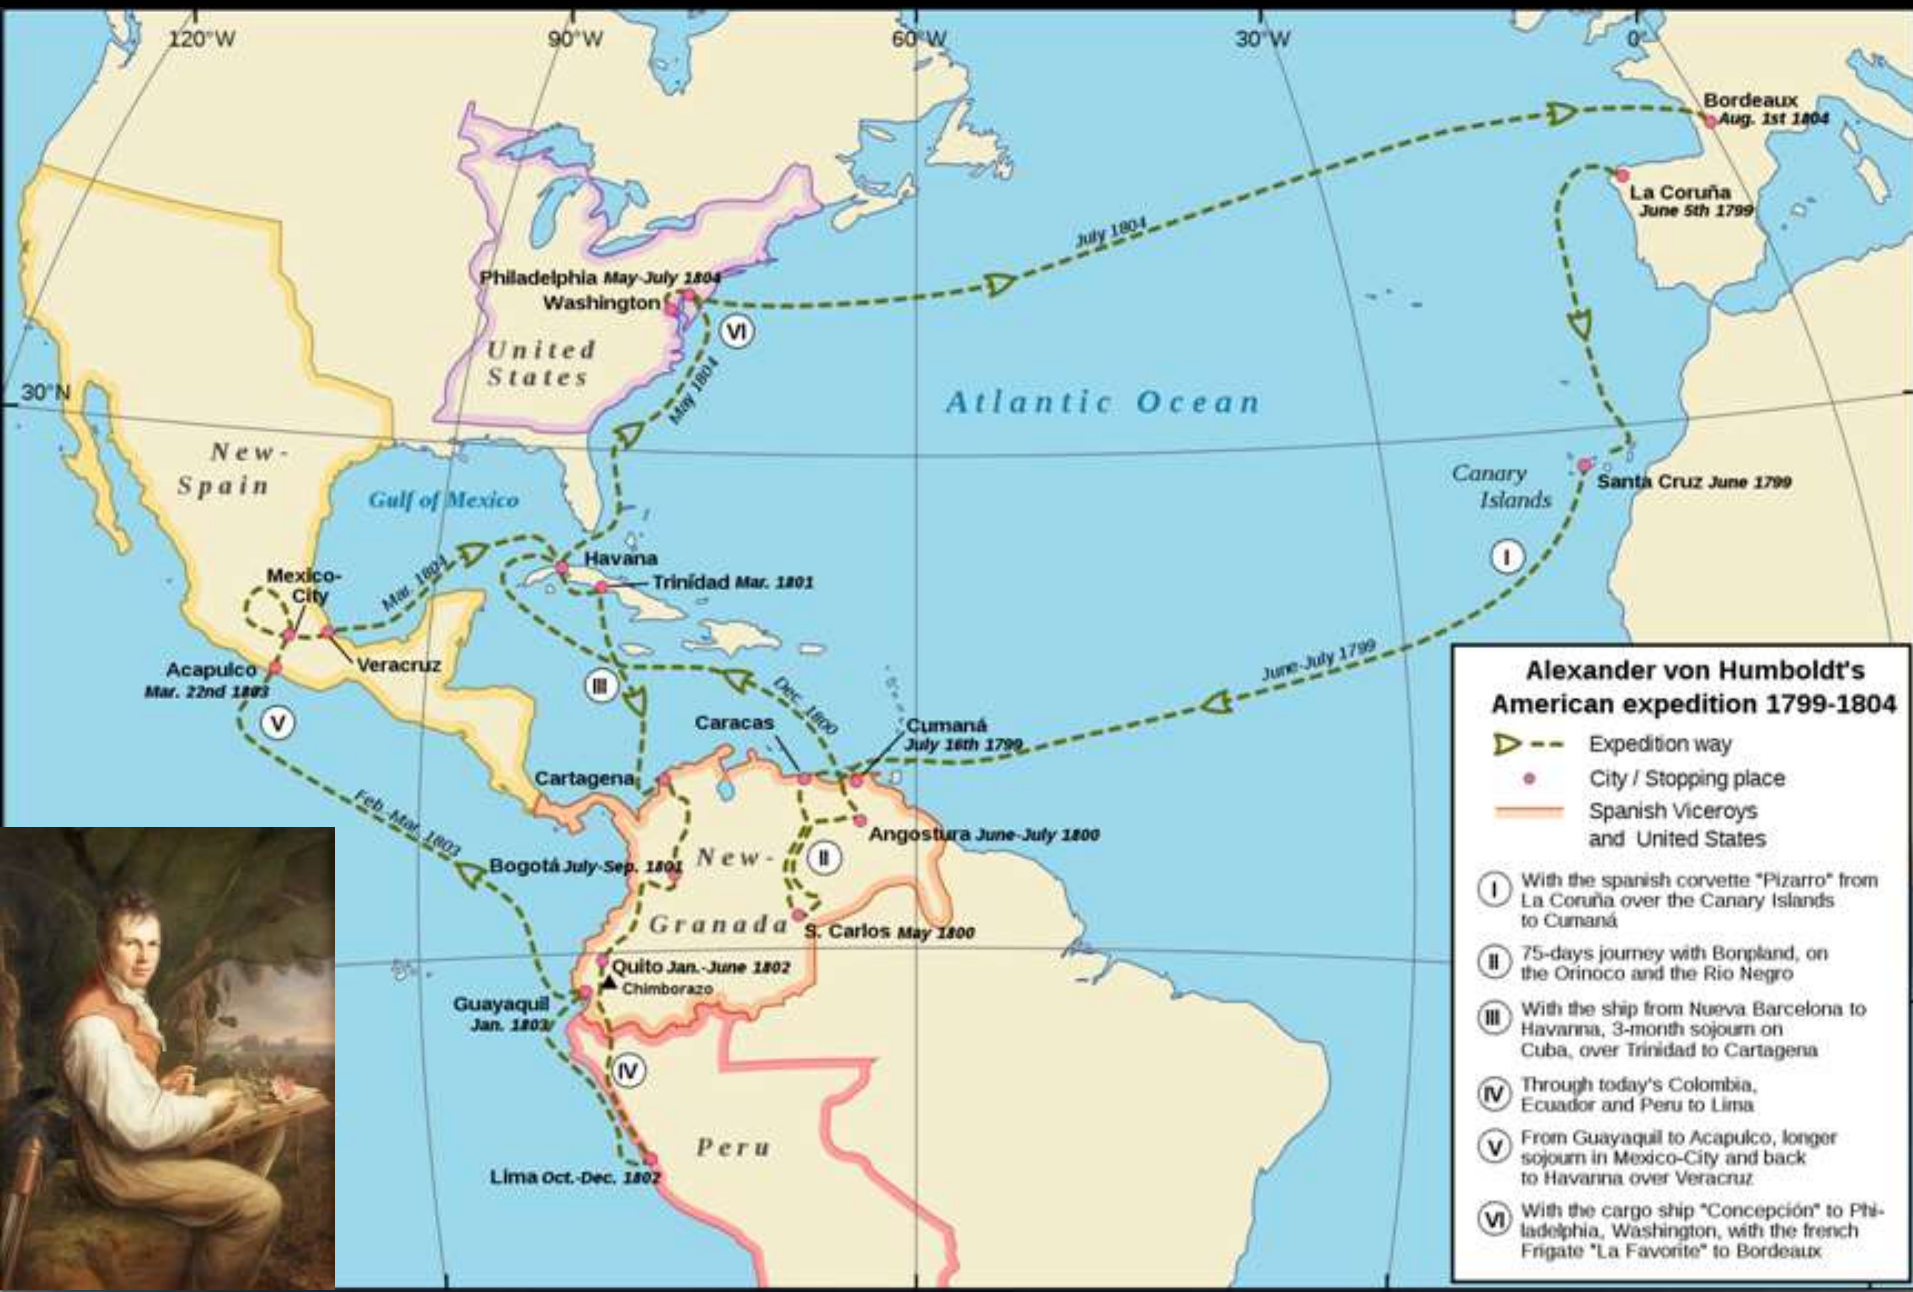 120°W
90°W
60°W
30°W
0°
Bordeaux
Aug. 1st 1804
La Coruña
June 5th 1799
July 1804
Philadelphia May-July 1804
Washington
VI
United
States
May 1804
30°N
Atlantic Ocean
New-
Spain
Gulf of Mexico
Canary
Islands
Santa Cruz June 1799
I
Havana
Trinidad Mar. 1801
Mexico-
City
Mar. 1804
Veracruz
Acapulco
Mar. 22nd 1803
V
III
Dec. 1800
June-July 1799
Caracas
Cumaná
July 16th 1799
Cartagena
Angostura June-July 1800
Feb.-Mar. 1803
Bogotá July-Sep. 1801
New-
Granada
II
S. Carlos May 1800
Quito Jan.-June 1802
Chimborazo
Guayaquil
Jan. 1803
IV
Peru
Lima Oct.-Dec. 1802
Alexander von Humboldt's
American expedition 1799-1804
Expedition way
City / Stopping place
Spanish Viceroys
and United States
I With the spanish corvette "Pizarro" from
La Coruña over the Canary Islands
to Cumaná
II 75-days journey with Bonpland, on
the Orinoco and the Rio Negro
III With the ship from Nueva Barcelona to
Havanna, 3-month sojourn on
Cuba, over Trinidad to Cartagena
IV Through today's Colombia,
Ecuador and Peru to Lima
V From Guayaquil to Acapulco, longer
sojourn in Mexico-City and back
to Havanna over Veracruz
VI With the cargo ship "Concepción" to Phi-
ladelphia, Washington, with the french
Frigate "La Favorite" to Bordeaux